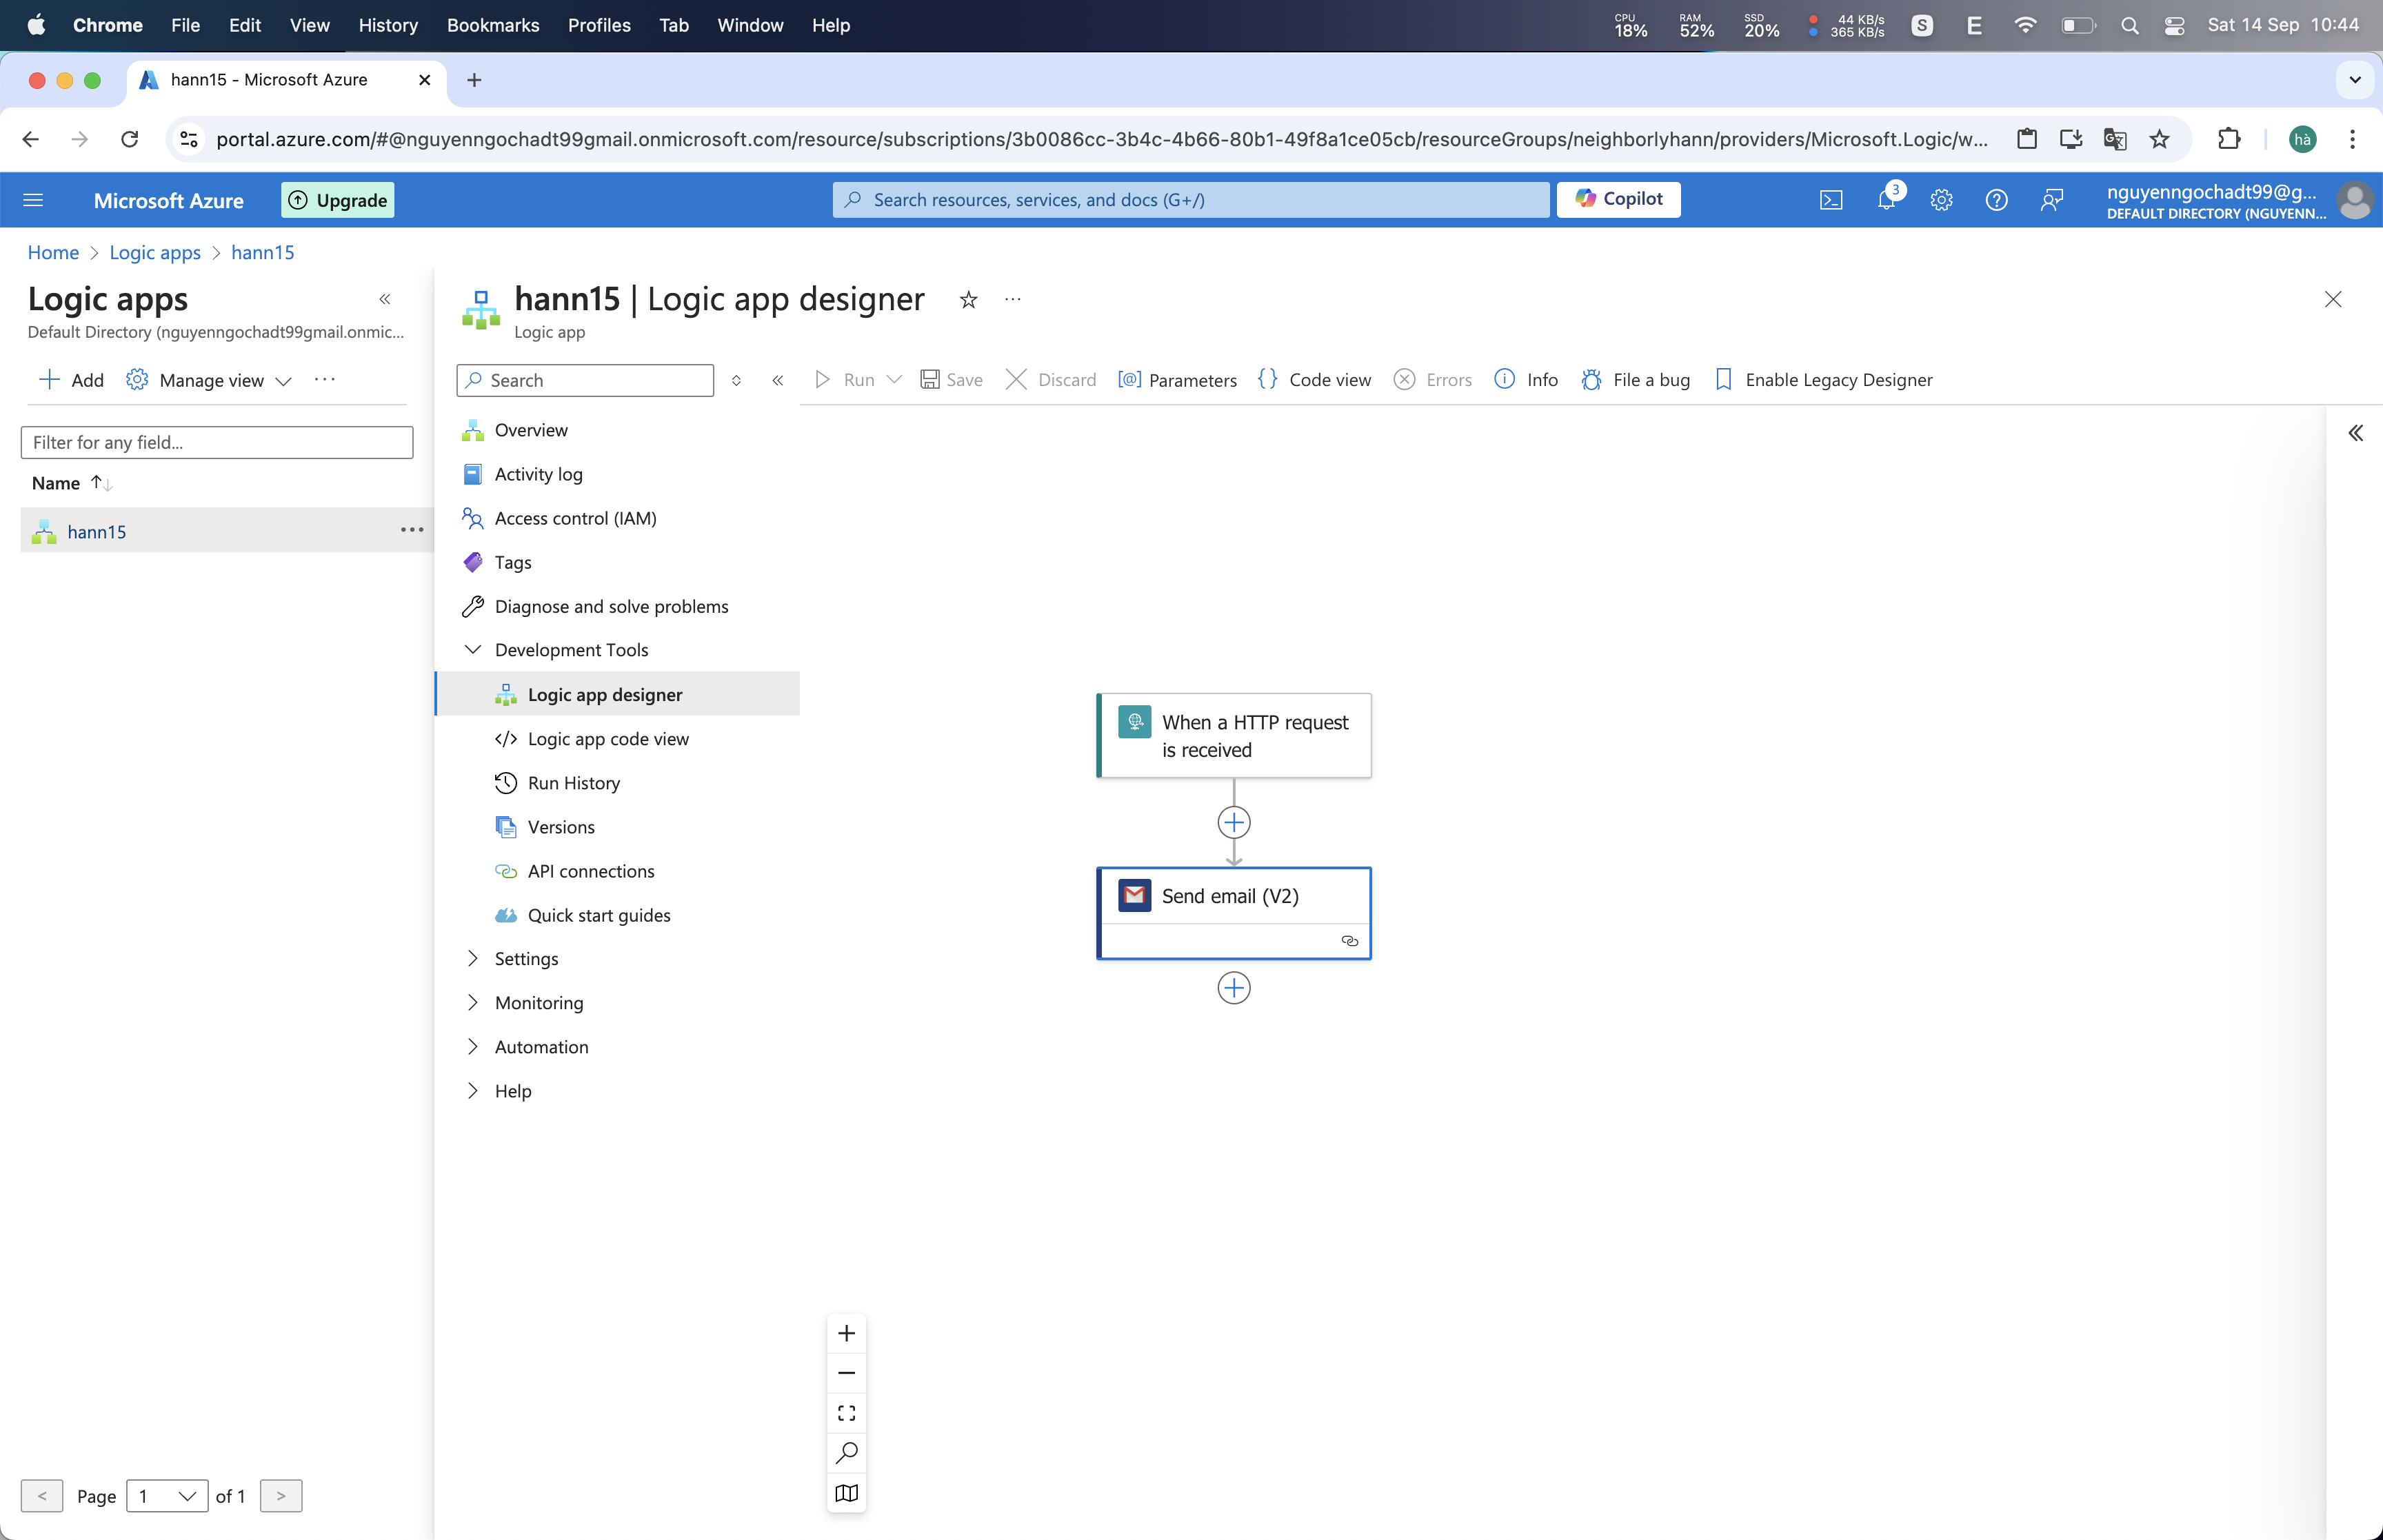 Chrome File Edit View History Bookmarks Profiles Tab Window Help
CPU 18% RAM 52% SSD 20% 44 KB/s 365 KB/s S E Sat 14 Sep 10:44
hann15 - Microsoft Azure
portal.azure.com/#@nguyenngochadt99gmail.onmicrosoft.com/resource/subscriptions/3b0086cc-3b4c-4b66-80b1-49f8a1ce05cb/resourceGroups/neighborlyhann/providers/Microsoft.Logic/w...
hà
Microsoft Azure
Upgrade
Search resources, services, and docs (G+/)
Copilot
3
nguyenngochadt99@g...
DEFAULT DIRECTORY (NGUYENN...
Home > Logic apps > hann15
Logic apps
Default Directory (nguyenngochadt99gmail.onmic...
Add Manage view ...
Filter for any field...
Name
hann15
< Page 1 of 1 >
hann15 | Logic app designer
Logic app
Search
Overview
Activity log
Access control (IAM)
Tags
Diagnose and solve problems
Development Tools
Logic app designer
Logic app code view
Run History
Versions
API connections
Quick start guides
Settings
Monitoring
Automation
Help
Run Save Discard Parameters Code view Errors Info File a bug Enable Legacy Designer
When a HTTP request
is received
Send email (V2)